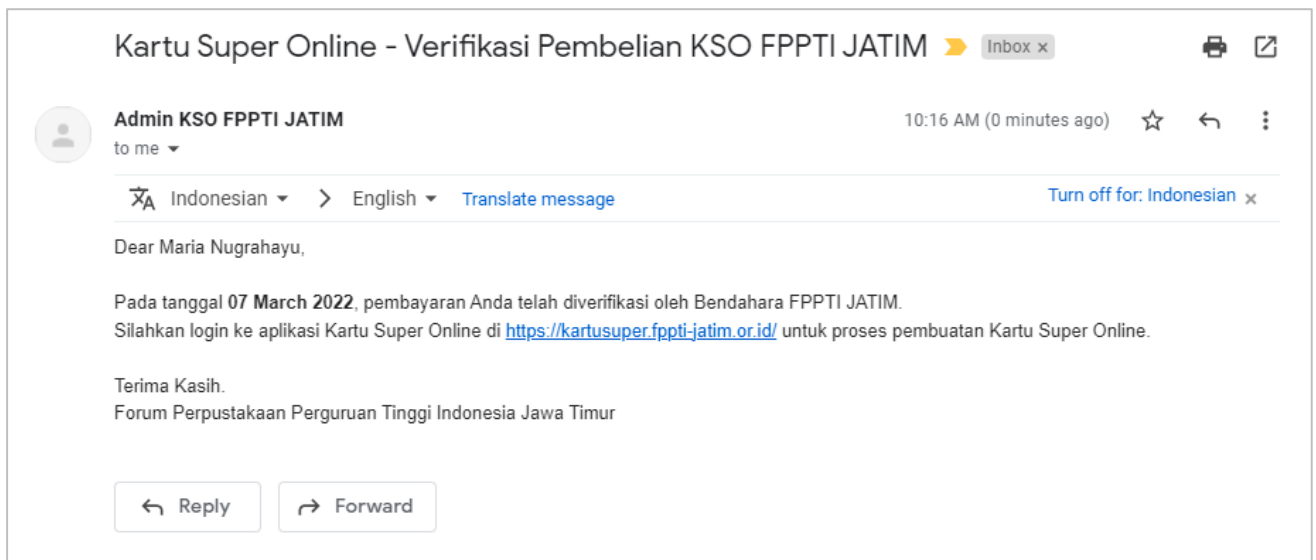 Kartu Super Online - Verifikasi Pembelian KSO FPPTI JATIM Inbox x
Admin KSO FPPTI JATIM 10:16 AM (0 minutes ago)
to me
Indonesian > English Translate message Turn off for: Indonesian x
Dear Maria Nugrahayu,
Pada tanggal 07 March 2022, pembayaran Anda telah diverifikasi oleh Bendahara FPPTI JATIM.
Silahkan login ke aplikasi Kartu Super Online di https://kartusuper.fppti-jatim.or.id/ untuk proses pembuatan Kartu Super Online.
Terima Kasih.
Forum Perpustakaan Perguruan Tinggi Indonesia Jawa Timur
Reply Forward